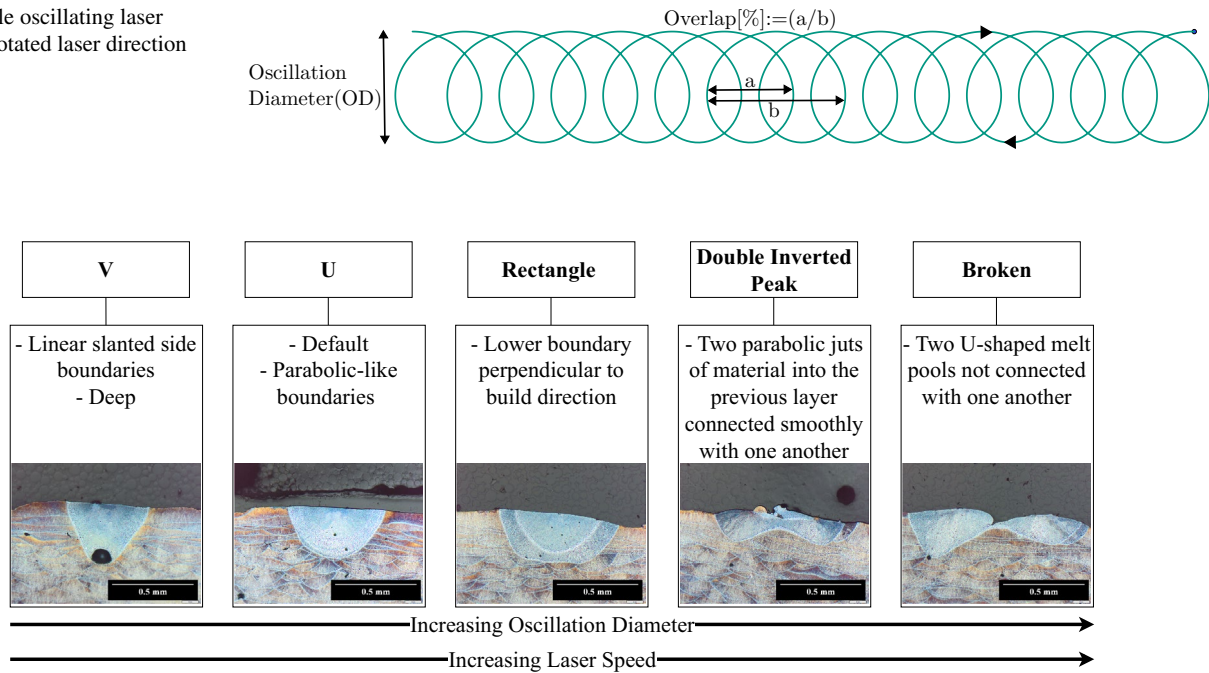 le oscillating laser
otated laser direction
Overlap[%]:=(a/b)
Oscillation
Diameter(OD)
a
b
V
- Linear slanted side
boundaries
- Deep
0.5 mm
U
- Default
- Parabolic-like
boundaries
0.5 mm
Rectangle
- Lower boundary
perpendicular to
build direction
0.5 mm
Double Inverted
Peak
- Two parabolic juts
of material into the
previous layer
connected smoothly
with one another
0.5 mm
Broken
- Two U-shaped melt
pools not connected
with one another
0.5 mm
Increasing Oscillation Diameter
Increasing Laser Speed